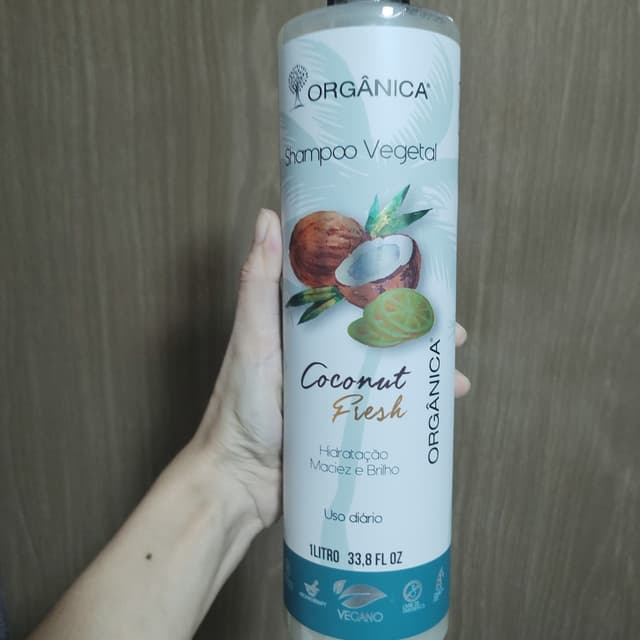 ORGÂNICA®
Shampoo Vegetal
Coconut
Fresh
ORGÂNICA®
Hidratação
Maciez e Brilho
Uso diário
1LITRO 33,8 FL OZ
VEGANO